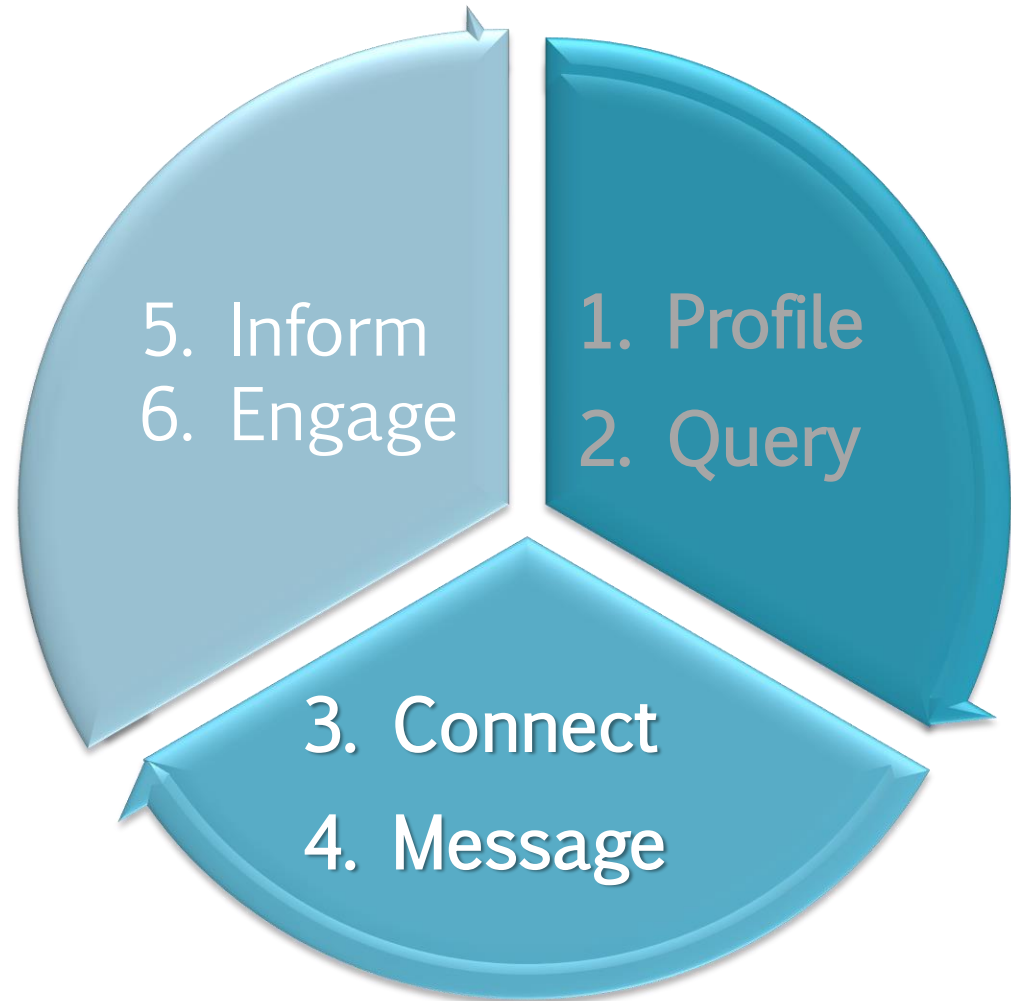 1. Profile
2. Query
3. Connect
4. Message
5. Inform
6. Engage